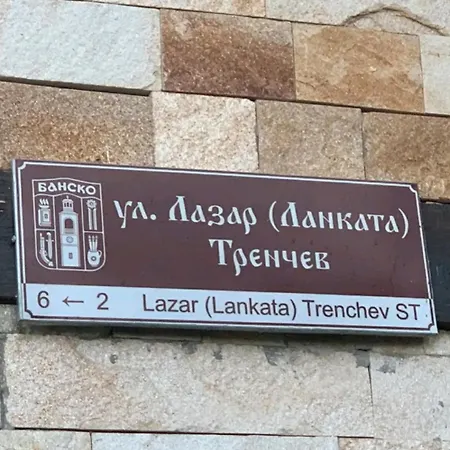 БАНСКО
ул. Лазар (Ланката)
Тренчев
6 ← 2 Lazar (Lankata) Trenchev ST